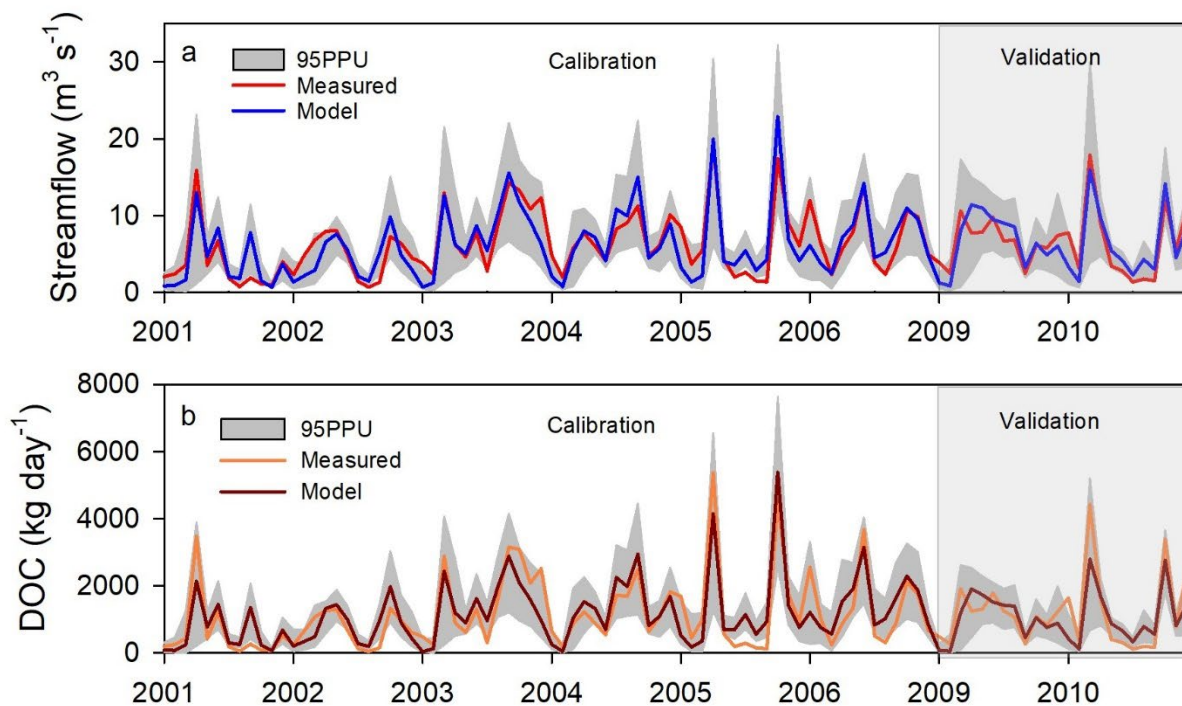 a
95PPU
Measured
Model
Calibration
Validation
Streamflow (m³ s⁻¹)
30
20
10
0
2001 2002 2003 2004 2005 2006 2009 2010
b
95PPU
Measured
Model
Calibration
Validation
DOC (kg day⁻¹)
8000
6000
4000
2000
0
2001 2002 2003 2004 2005 2006 2009 2010